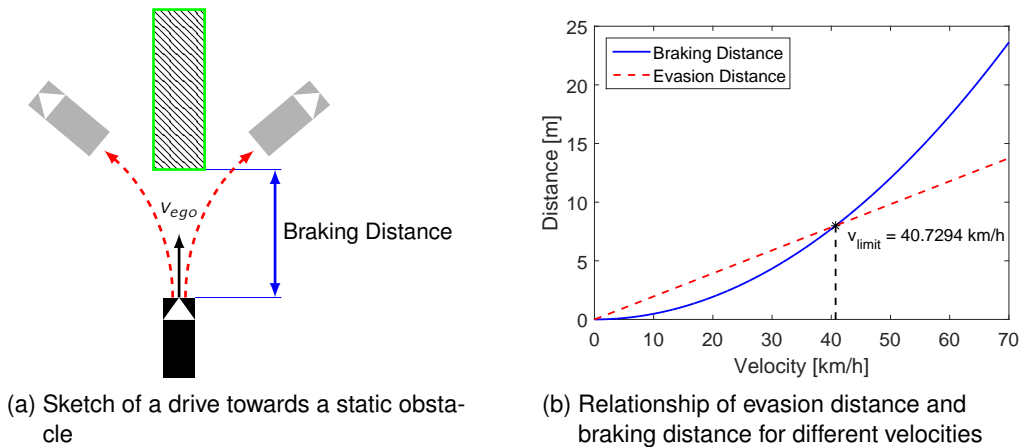 V_ego
Braking Distance
(a) Sketch of a drive towards a static obsta-
cle
25
20
15
10
5
0
Distance [m]
Braking Distance
Evasion Distance
v_limit = 40.7294 km/h
0 10 20 30 40 50 60 70
Velocity [km/h]
(b) Relationship of evasion distance and
braking distance for different velocities